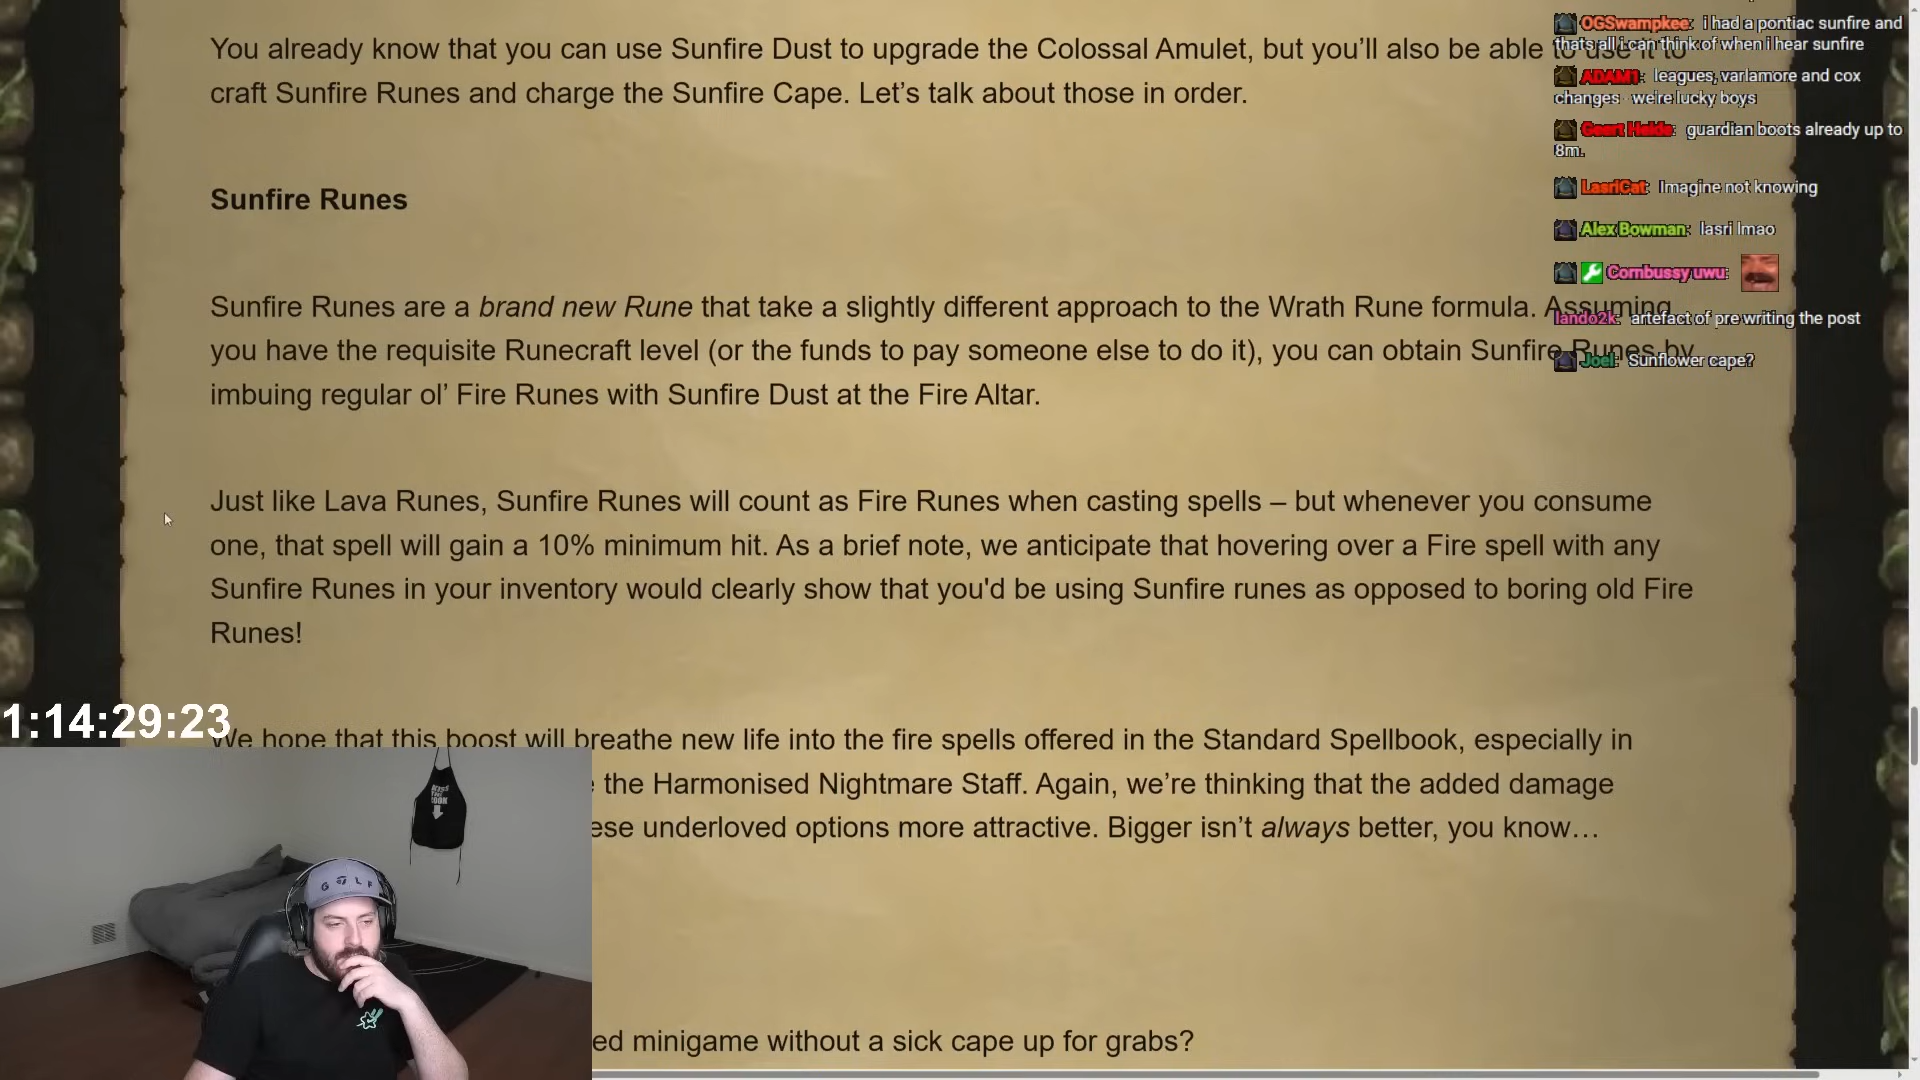 You already know that you can use Sunfire Dust to upgrade the Colossal Amulet, but you’ll also be able to use it to
craft Sunfire Runes and charge the Sunfire Cape. Let’s talk about those in order.
Sunfire Runes
Sunfire Runes are a brand new Rune that take a slightly different approach to the Wrath Rune formula. Assuming
you have the requisite Runecraft level (or the funds to pay someone else to do it), you can obtain Sunfire Runes by
imbuing regular ol’ Fire Runes with Sunfire Dust at the Fire Altar.
Just like Lava Runes, Sunfire Runes will count as Fire Runes when casting spells – but whenever you consume
one, that spell will gain a 10% minimum hit. As a brief note, we anticipate that hovering over a Fire spell with any
Sunfire Runes in your inventory would clearly show that you'd be using Sunfire runes as opposed to boring old Fire
Runes!
We hope that this boost will breathe new life into the fire spells offered in the Standard Spellbook, especially in
the Harmonised Nightmare Staff. Again, we’re thinking that the added damage
ese underloved options more attractive. Bigger isn’t always better, you know…
ed minigame without a sick cape up for grabs?
OGSwampkee: i had a pontiac sunfire and
thats all i can think of when i hear sunfire
ADAM1: leagues, varlamore and cox
changes - we're lucky boys
Geert Helde: guardian boots already up to
8m.
LasriCat: Imagine not knowing
Alex Bowman: lasri lmao
Cornbussy uwu:
lando2k: artefact of pre writing the post
Joel: Sunflower cape?
1:14:29:23
KISS
THE
COOK
GOLF